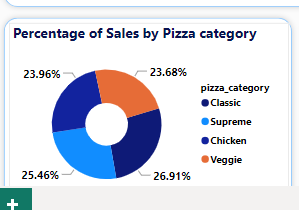 Percentage of Sales by Pizza category
23.96%
23.68%
pizza_category
Classic
Supreme
Chicken
Veggie
25.46%
26.91%